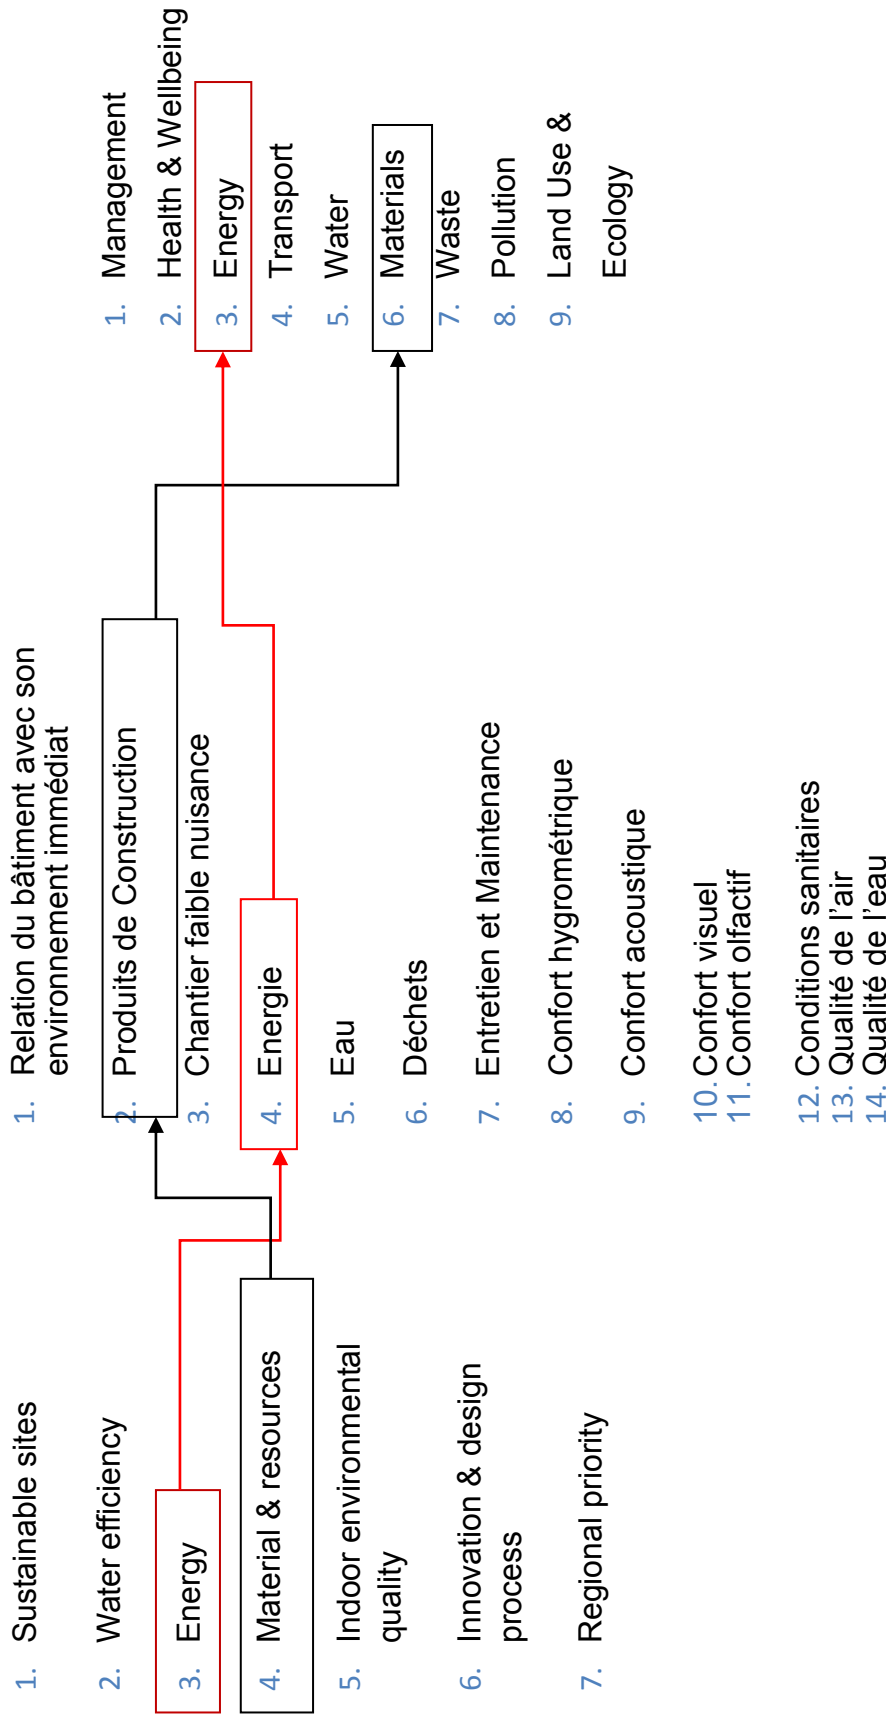 1. Sustainable sites
2. Water efficiency
3. Energy
4. Material & resources
5. Indoor environmental
quality
6. Innovation & design
process
7. Regional priority
1. Relation du bâtiment avec son
environnement immédiat
2. Produits de Construction
3. Chantier faible nuisance
4. Energie
5. Eau
6. Déchets
7. Entretien et Maintenance
8. Confort hygrométrique
9. Confort acoustique
10. Confort visuel
11. Confort olfactif
12. Conditions sanitaires
13. Qualité de l'air
14. Qualité de l'eau
1. Management
2. Health & Wellbeing
3. Energy
4. Transport
5. Water
6. Materials
7. Waste
8. Pollution
9. Land Use &
Ecology